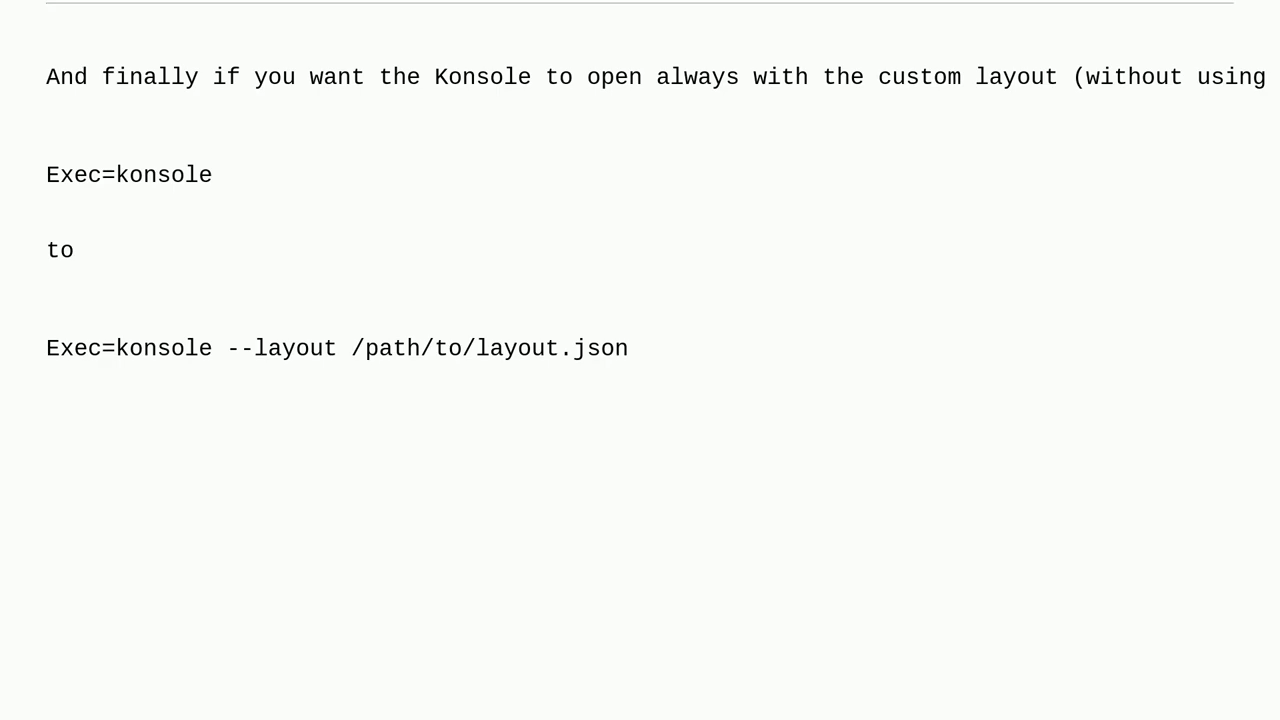 And finally if you want the Konsole to open always with the custom layout (without using
Exec=konsole
to
Exec=konsole --layout /path/to/layout.json